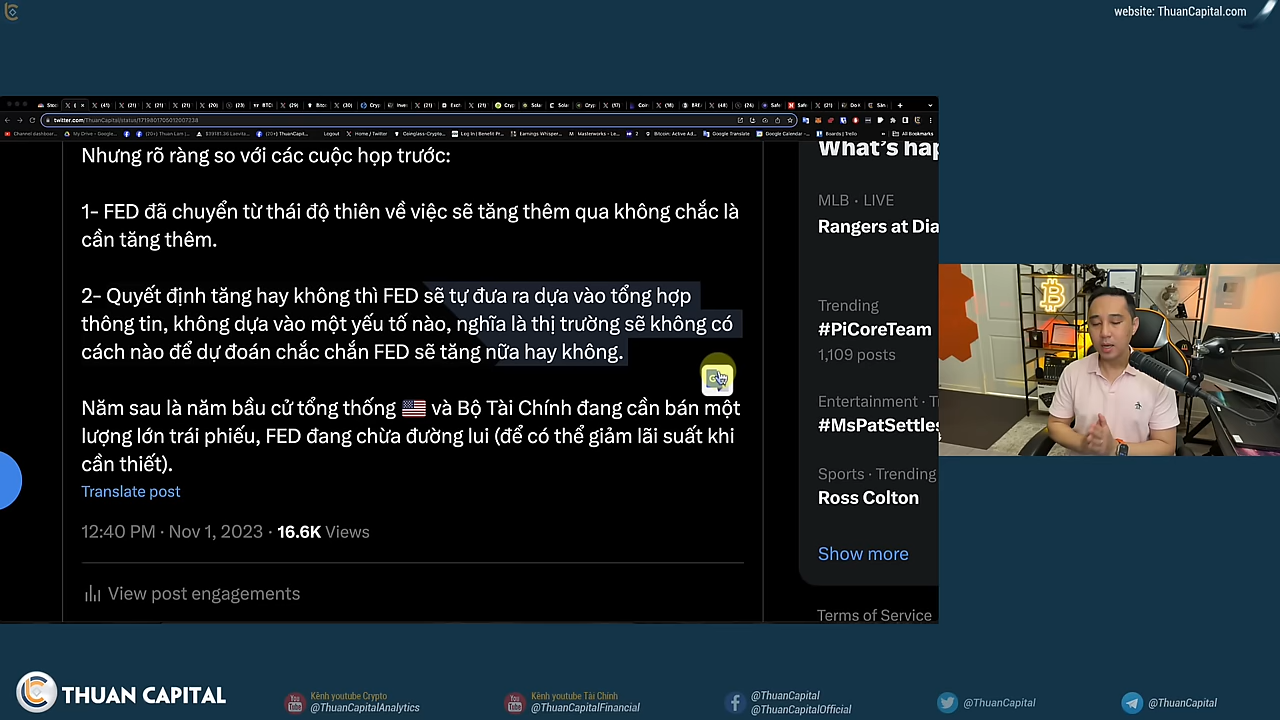 website: ThuanCapital.com
twitter.com/ThuanCapital/status/1719801705012007338
Nhưng rõ ràng so với các cuộc họp trước:
1- FED đã chuyển từ thái độ thiên về việc sẽ tăng thêm qua không chắc là
cần tăng thêm.
2- Quyết định tăng hay không thì FED sẽ tự đưa ra dựa vào tổng hợp
thông tin, không dựa vào một yếu tố nào, nghĩa là thị trường sẽ không có
cách nào để dự đoán chắc chắn FED sẽ tăng nữa hay không.
Năm sau là năm bầu cử tổng thống 🇺🇸 và Bộ Tài Chính đang cần bán một
lượng lớn trái phiếu, FED đang chừa đường lui (để có thể giảm lãi suất khi
cần thiết).
Translate post
12:40 PM · Nov 1, 2023 · 16.6K Views
View post engagements
What's hap
MLB · LIVE
Rangers at Dia
Trending
#PiCoreTeam
1,109 posts
Entertainment · T
#MsPatSettles
Sports · Trending
Ross Colton
Show more
Terms of Service
THUAN CAPITAL
Kênh youtube Crypto
@ThuanCapitalAnalytics
Kênh youtube Tài Chính
@ThuanCapitalFinancial
@ThuanCapital
@ThuanCapitalOfficial
@ThuanCapital
@ThuanCapital